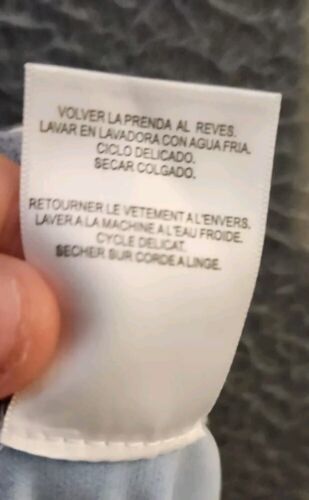 VOLVER LA PRENDA AL REVES.
LAVAR EN LAVADORA CON AGUA FRIA.
CICLO DELICADO.
SECAR COLGADO.
RETOURNER LE VETEMENT A L'ENVERS.
LAVER A LA MACHINE A L'EAU FROIDE.
CYCLE DELICAT.
SECHER SUR CORDE A LINGE.